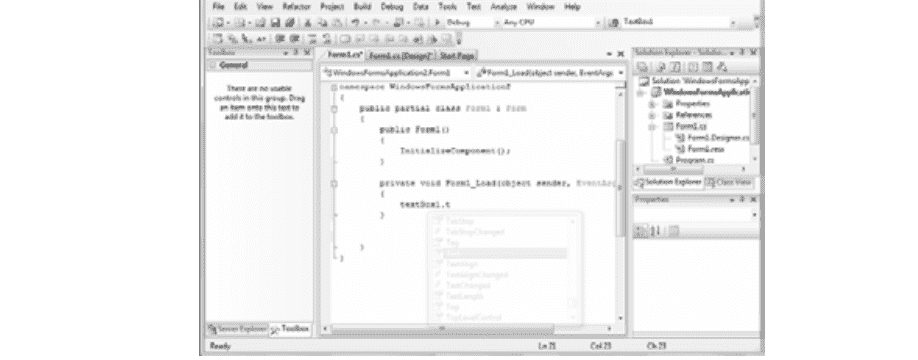 File Edit View Refactor Project Build Debug Data Tools Test Analyze Window Help
Debug Any CPU TextBox1
Toolbox
General
There are no usable
controls in this group. Drag
an item onto this text to
add it to the toolbox.
Server Explorer Toolbox
Form1.cs* Form1.cs [Design]* Start Page
WindowsFormsApplication2.Form1 Form1_Load(object sender, EventArgs
namespace WindowsFormsApplication2
{
public partial class Form1 : Form
{
public Form1()
{
InitializeComponent();
}
private void Form1_Load(object sender, EventArg
{
textBox1.t
}
}
}
TabStop
TabStopChanged
Tag
Text
TextAlign
TextAlignChanged
TextChanged
TextLength
Top
TopLevelControl
Solution Explorer - Solutio...
Solution 'WindowsFormsApp
WindowsFormsApplicati
Properties
References
Form1.cs
Form1.Designer.cs
Form1.resx
Program.cs
Solution Explorer Class View
Properties
Ready Ln 21 Col 23 Ch 23